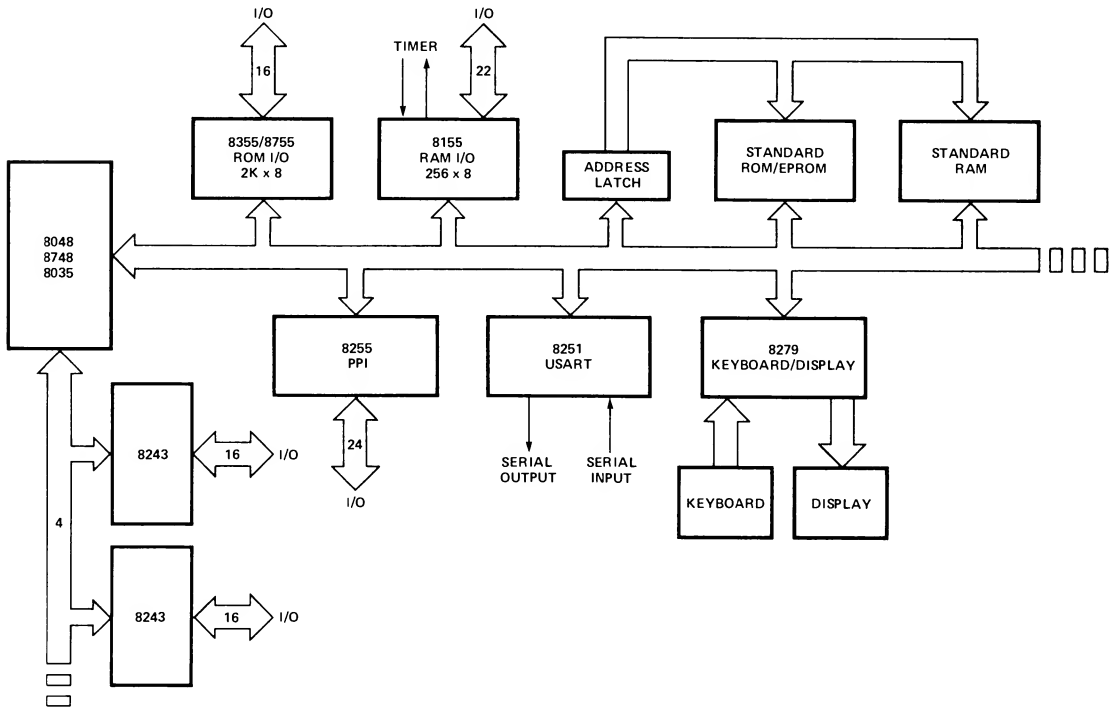 I/O
I/O
TIMER
16
22
8355/8755
ROM I/O
2K x 8
8155
RAM I/O
256 x 8
ADDRESS
LATCH
STANDARD
ROM/EPROM
STANDARD
RAM
8048
8748
8035
8255
PPI
8251
USART
8279
KEYBOARD/DISPLAY
24
I/O
SERIAL
OUTPUT
SERIAL
INPUT
KEYBOARD
DISPLAY
8243
16
I/O
4
8243
16
I/O